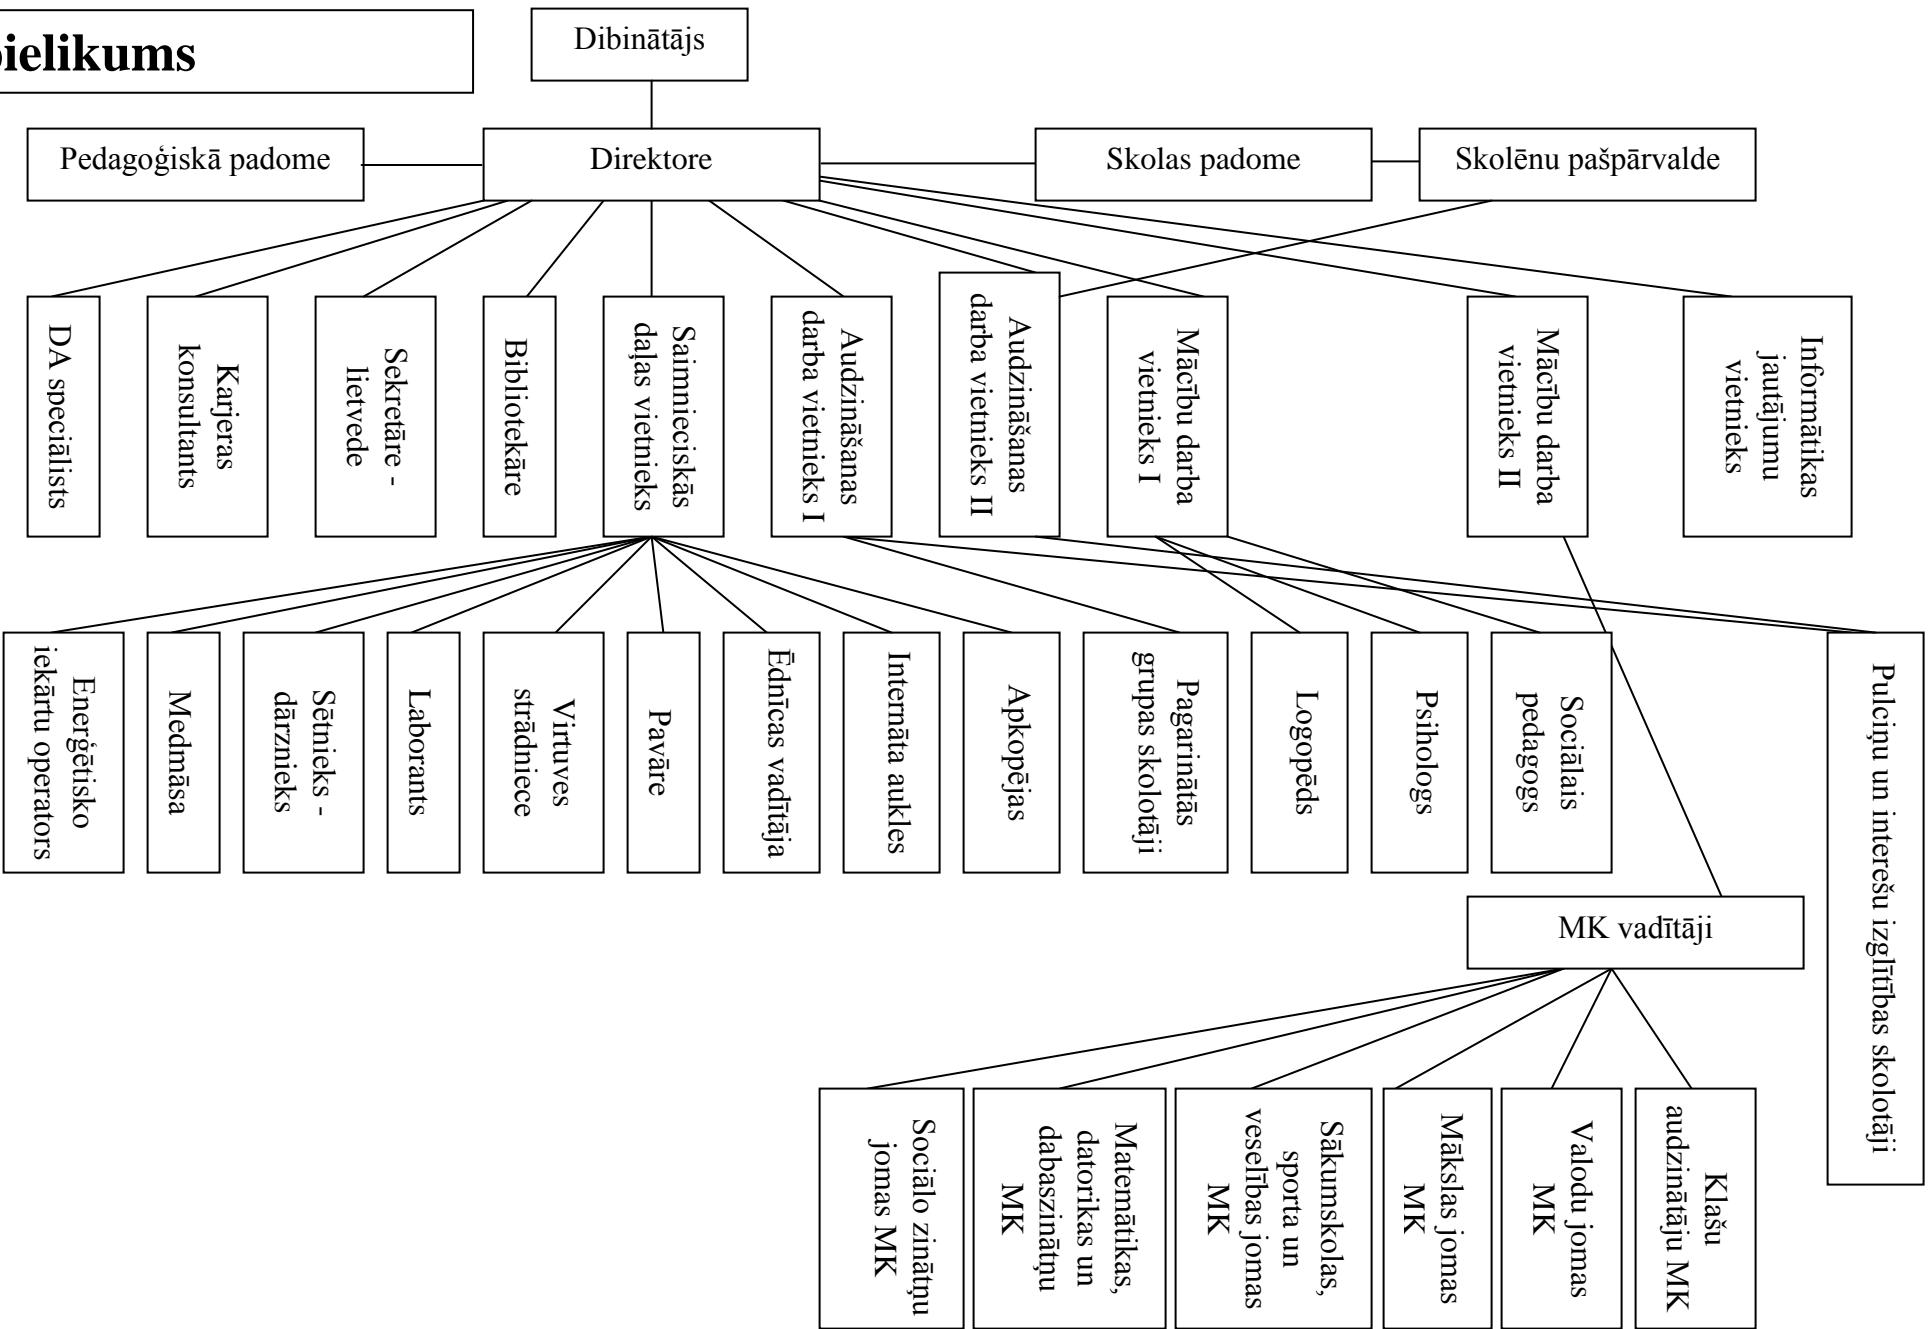 pielikums
Dibinātājs
Pedagoģiskā padome
Direktore
Skolas padome
Skolēnu pašpārvalde
DA speciālists
Karjeras
konsultants
Sekretāre -
lietvede
Bibliotekāre
Saimnieciskās
daļas vietnieks
Audzināšanas
darba vietnieks I
Audzināšanas
darba vietnieks II
Mācību darba
vietnieks I
Mācību darba
vietnieks II
Informātikas
jautājumu
vietnieks
Enerģētisko
iekārtu operators
Medmāsa
Sētnieks -
dārznieks
Laborants
Virtuves
strādniece
Pavāre
Ēdnīcas vadītāja
Internāta aukles
Apkopējas
Pagarinātās
grupas skolotāji
Logopēds
Psihologs
Sociālais
pedagogs
Pulciņu un interešu izglītības skolotāji
MK vadītāji
Sociālo zinātņu
jomas MK
Matemātikas,
datorikas un
dabaszinātņu
MK
Sākumskolas,
sporta un
veselības jomas
MK
Mākslas jomas
MK
Valodu jomas
MK
Klašu
audzinātāju MK